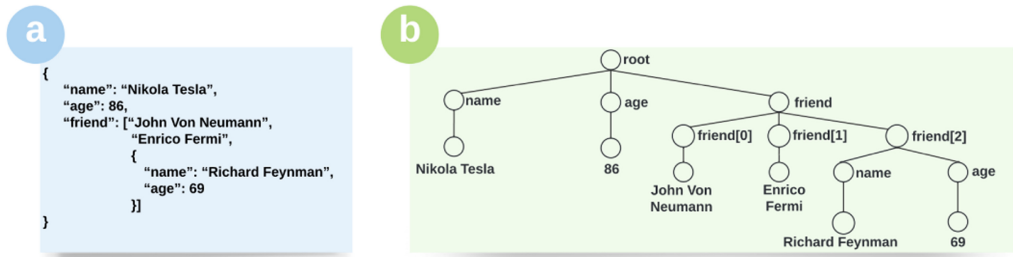 a
{
“name”: “Nikola Tesla”,
“age”: 86,
“friend”: [“John Von Neumann”,
“Enrico Fermi”,
{
“name”: “Richard Feynman”,
“age”: 69
}]
}
b
root
name
age
friend
friend[0]
friend[1]
friend[2]
Nikola Tesla
86
John Von
Neumann
Enrico
Fermi
name
age
Richard Feynman
69